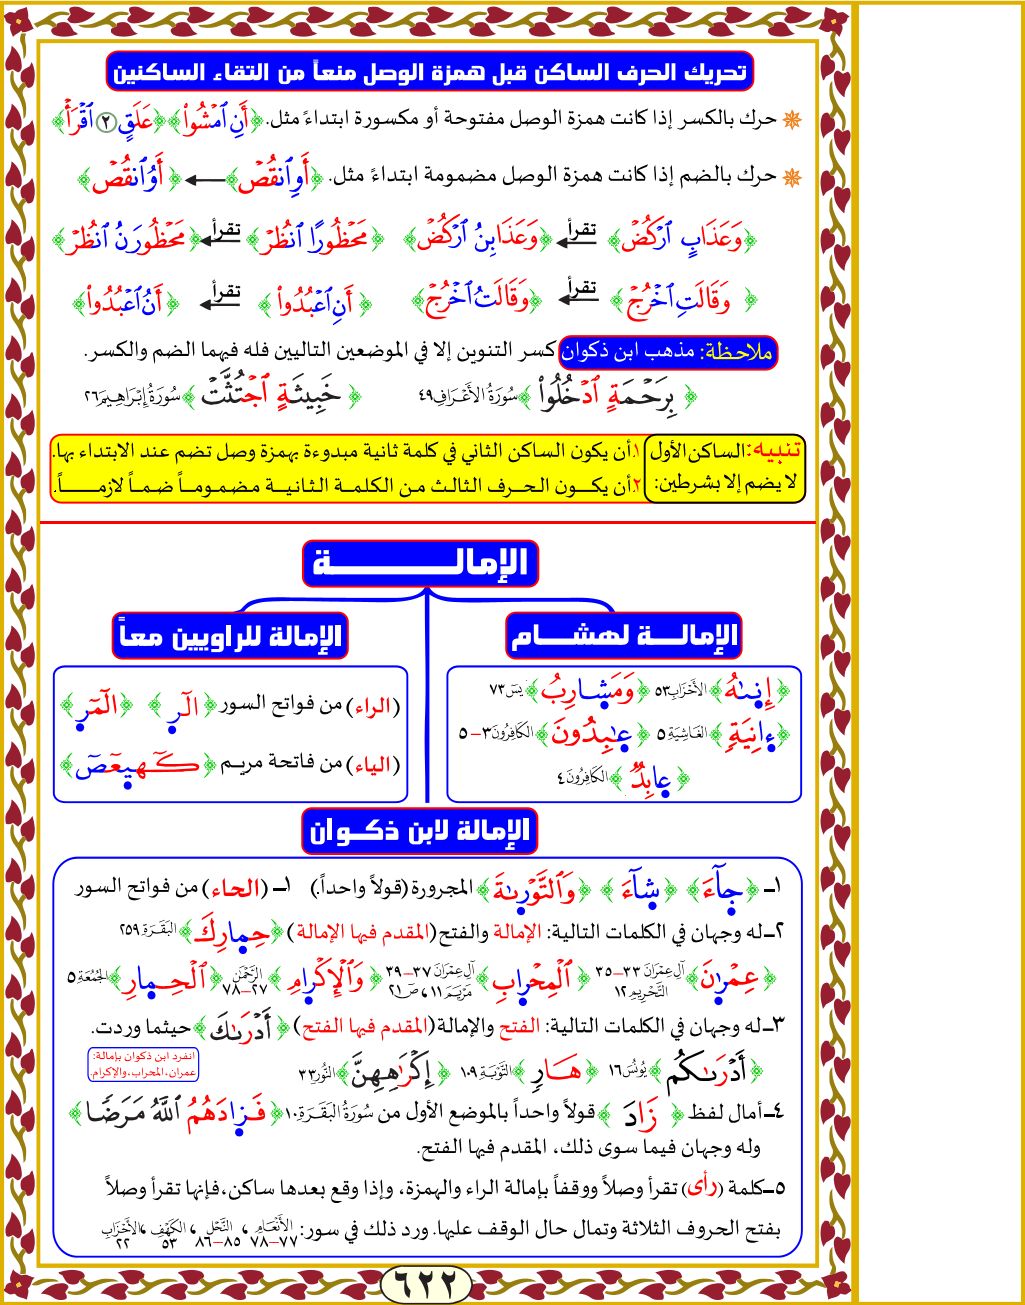 تحريك الحرف الساكن قبل همزة الوصل منعاً من التقاء الساكنين
حرك بالكسر إذا كانت همزة الوصل مفتوحة أو مكسورة ابتداءً مثل. ﴿أَنِ ٱمۡشُواْ﴾ ﴿عَلَقٍ ٢ ٱقۡرَأۡ﴾
حرك بالضم إذا كانت همزة الوصل مضمومة ابتداءً مثل. ﴿أَوِ ٱنقُصۡ﴾ ﴿أَوُ ٱنقُصۡ﴾
﴿وَعَذَابٍ ٱرۡكُضۡ﴾ تقرأ ﴿وَعَذَابِنُ ٱرۡكُضۡ﴾ ﴿مَحۡظُورًا ٱنظُرۡ﴾ تقرأ ﴿مَحۡظُورَنُ ٱنظُرۡ﴾
﴿وَقَالَتِ ٱخۡرُجۡ﴾ تقرأ ﴿وَقَالَتُ ٱخۡرُجۡ﴾ ﴿أَنِ ٱعۡبُدُواْ﴾ تقرأ ﴿أَنُ ٱعۡبُدُواْ﴾
ملاحظة: مذهب ابن ذكوان كسر التنوين إلا في الموضعين التاليين فله فيهما الضم والكسر.
﴿بِرَحۡمَةٍ ٱدۡخُلُواْ﴾ سُورَةُ الأَعْرَافِ ٤٩ ﴿خَبِيثَةٍ ٱجۡتُثَّتۡ﴾ سُورَةُ إِبْرَاهِيم ٢٦
تنبيه: الساكن الأول لا يضم إلا بشرطين:
١. أن يكون الساكن الثاني في كلمة ثانية مبدوءة بهمزة وصل تضم عند الابتداء بها.
٢. أن يكون الحرف الثالث من الكلمة الثانية مضموماً ضماً لازماً.
الإمالة
الإمالة لهشام
﴿إِنىٰهُ﴾ الأَحْزَاب ٥٣ ﴿وَمَشَارِبُ﴾ يسٓ ٧٣
﴿ءَانِيَةٍ﴾ الغَاشِيَة ٥ ﴿عَٰبِدُونَ﴾ الكَافِرُونَ ٣-٥
﴿عَابِدٞ﴾ الكَافِرُونَ ٤
الإمالة للراويين معاً
(الراء) من فواتح السور ﴿الٓر﴾ ﴿الٓمٓر﴾
(الياء) من فاتحة مريم ﴿كٓهيعٓصٓ﴾
الإمالة لابن ذكوان
١- ﴿جَآءَ﴾ ﴿شَآءَ﴾ ﴿وَٱلتَّوۡرَىٰةَ﴾ المجرورة (قولاً واحداً.) ١- (الحاء) من فواتح السور
٢- له وجهان في الكلمات التالية: الإمالة والفتح (المقدم فيها الإمالة) ﴿حِمَارِكَ﴾ البَقَرَة ٢٥٩
﴿عِمۡرَٰنَ﴾ آل عِمْرَانَ ٣٣-٣٥ التَّحْرِيم ١٢ ﴿ٱلۡمِحۡرَابِ﴾ آل عِمْرَانَ ٣٧-٣٩ مَرْيَم ١١، صٓ ٢١ ﴿وَٱلۡإِكۡرَامِ﴾ الرَّحْمَٰن ٢٧-٧٨ ﴿ٱلۡحِمَارِ﴾ الجُمُعَة ٥
٣- له وجهان في الكلمات التالية: الفتح والإمالة (المقدم فيها الفتح) ﴿أَدۡرَىٰكَ﴾ حيثما وردت.
﴿أَدۡرَىٰكُم﴾ يُونُس ١٦ ﴿هَارٍ﴾ التَّوْبَة ١٠٩ ﴿إِكۡرَٰهِهِنَّ﴾ النُّور ٣٣
انفرد ابن ذكوان بإمالة:
عمران، المحراب، والإكرام.
٤- أمال لفظ ﴿زَادَ﴾ قولاً واحداً بالموضع الأول من سُورَةُ البَقَرَة ١٠ ﴿فَزَادَهُمُ ٱللَّهُ مَرَضٗا﴾
وله وجهان فيما سوى ذلك، المقدم فيها الفتح.
٥- كلمة (رأى) تقرأ وصلاً ووقفاً بإمالة الراء والهمزة، وإذا وقع بعدها ساكن، فإنها تقرأ وصلاً
بفتح الحروف الثلاثة وتمال حال الوقف عليها. ورد ذلك في سور: الأَنْعَام ٧٧-٧٨، النَّحْل ٨٥-٨٦، الكَهْف ٥٣، الأَحْزَاب ٢٢
٦٢٢